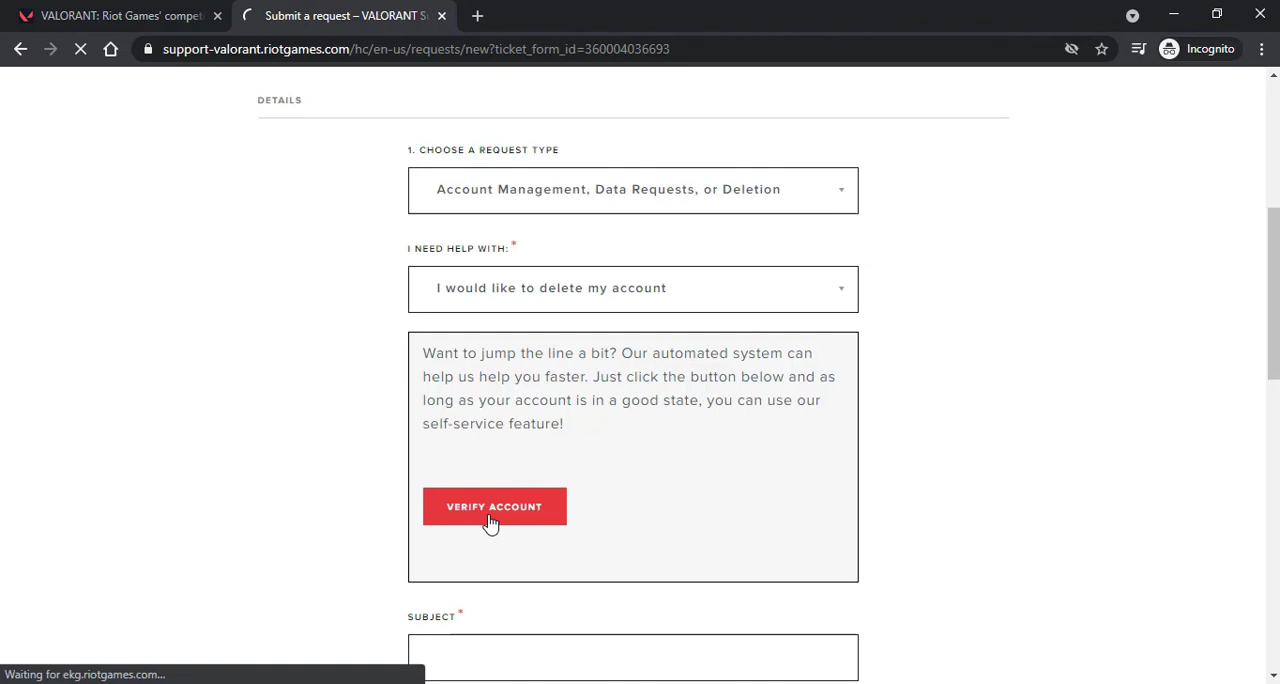 VALORANT: Riot Games' compet
Submit a request – VALORANT S
support-valorant.riotgames.com/hc/en-us/requests/new?ticket_form_id=360004036693
Incognito
DETAILS
1. CHOOSE A REQUEST TYPE
Account Management, Data Requests, or Deletion
I NEED HELP WITH:*
I would like to delete my account
Want to jump the line a bit? Our automated system can
help us help you faster. Just click the button below and as
long as your account is in a good state, you can use our
self-service feature!
VERIFY ACCOUNT
SUBJECT*
Waiting for ekg.riotgames.com...